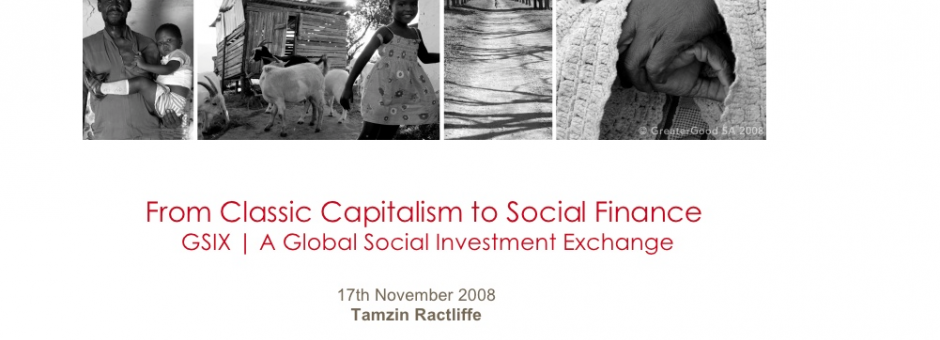 © GreaterGood SA 2008
From Classic Capitalism to Social Finance
GSIX | A Global Social Investment Exchange
17th November 2008
Tamzin Ractliffe